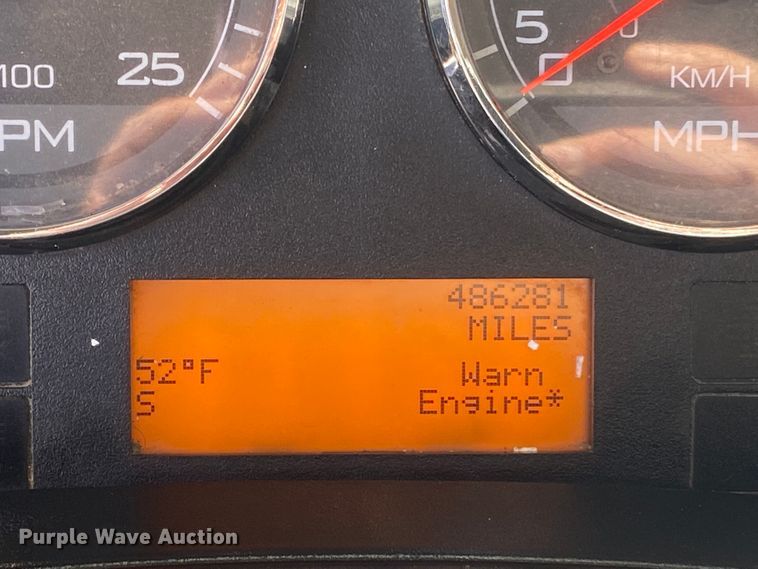 5
0
25
100
KM/H
PM
MPH
486281
MILES
52°F
Warn
S
Engine*
Purple Wave Auction